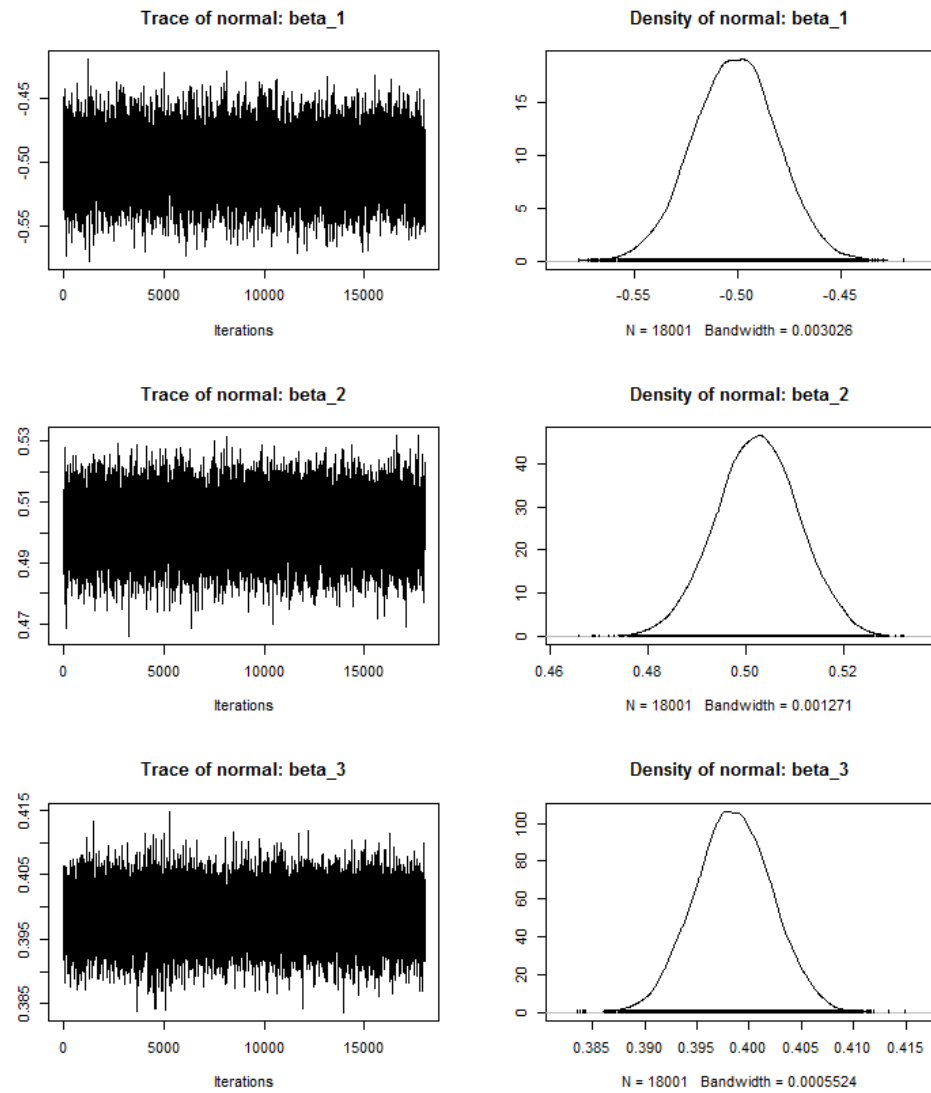 Trace of normal: beta_1
-0.45
-0.50
-0.55
0 5000 10000 15000
Iterations
Density of normal: beta_1
15
10
5
0
-0.55 -0.50 -0.45
N = 18001 Bandwidth = 0.003026
Trace of normal: beta_2
0.53
0.51
0.49
0.47
0 5000 10000 15000
Iterations
Density of normal: beta_2
40
30
20
10
0
0.46 0.48 0.50 0.52
N = 18001 Bandwidth = 0.001271
Trace of normal: beta_3
0.415
0.405
0.395
0.385
0 5000 10000 15000
Iterations
Density of normal: beta_3
100
80
60
40
20
0
0.385 0.390 0.395 0.400 0.405 0.410 0.415
N = 18001 Bandwidth = 0.0005524